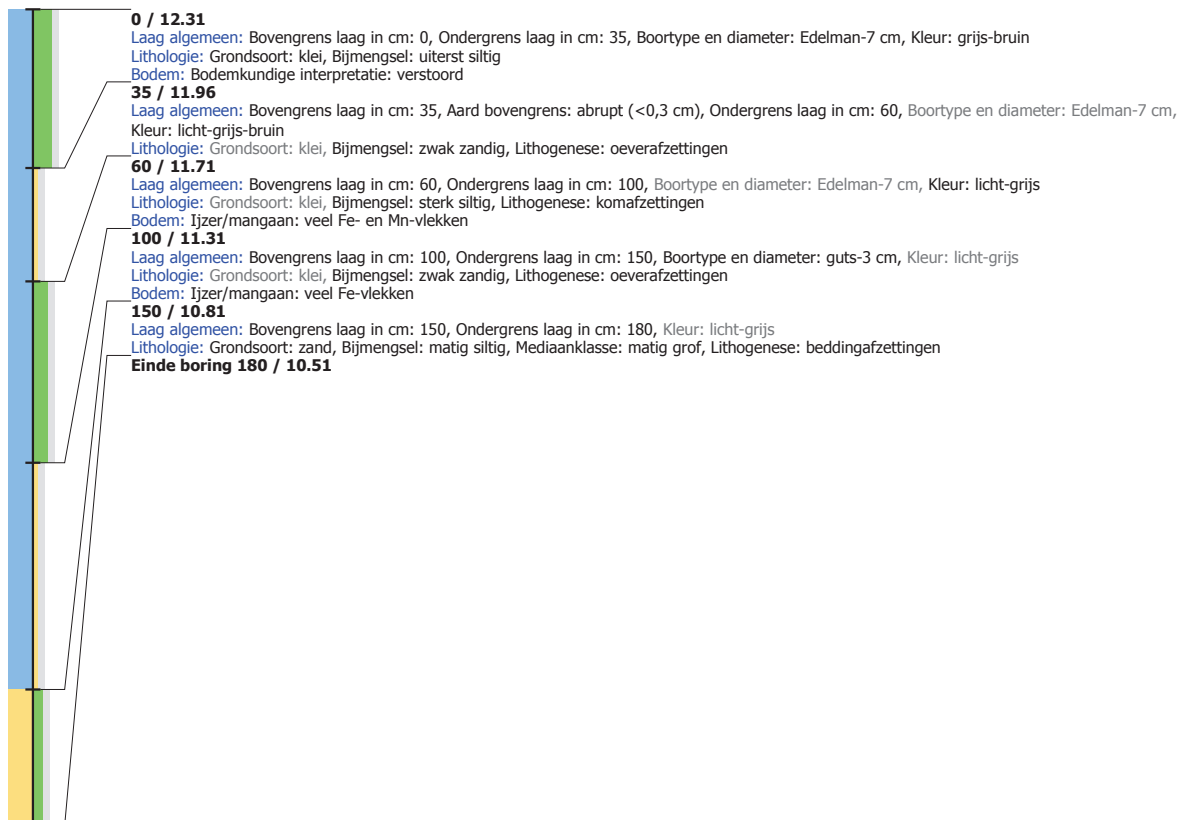 0 / 12.31
Laag algemeen: Bovengrens laag in cm: 0, Ondergrens laag in cm: 35, Boortype en diameter: Edelman-7 cm, Kleur: grijs-bruin
Lithologie: Grondsoort: klei, Bijmengsel: uiterst siltig
Bodem: Bodemkundige interpretatie: verstoord
35 / 11.96
Laag algemeen: Bovengrens laag in cm: 35, Aard bovengrens: abrupt (<0,3 cm), Ondergrens laag in cm: 60, Boortype en diameter: Edelman-7 cm,
Kleur: licht-grijs-bruin
Lithologie: Grondsoort: klei, Bijmengsel: zwak zandig, Lithogenese: oeverafzettingen
60 / 11.71
Laag algemeen: Bovengrens laag in cm: 60, Ondergrens laag in cm: 100, Boortype en diameter: Edelman-7 cm, Kleur: licht-grijs
Lithologie: Grondsoort: klei, Bijmengsel: sterk siltig, Lithogenese: komafzettingen
Bodem: Ijzer/mangaan: veel Fe- en Mn-vlekken
100 / 11.31
Laag algemeen: Bovengrens laag in cm: 100, Ondergrens laag in cm: 150, Boortype en diameter: guts-3 cm, Kleur: licht-grijs
Lithologie: Grondsoort: klei, Bijmengsel: zwak zandig, Lithogenese: oeverafzettingen
Bodem: Ijzer/mangaan: veel Fe-vlekken
150 / 10.81
Laag algemeen: Bovengrens laag in cm: 150, Ondergrens laag in cm: 180, Kleur: licht-grijs
Lithologie: Grondsoort: zand, Bijmengsel: matig siltig, Mediaanklasse: matig grof, Lithogenese: beddingafzettingen
Einde boring 180 / 10.51